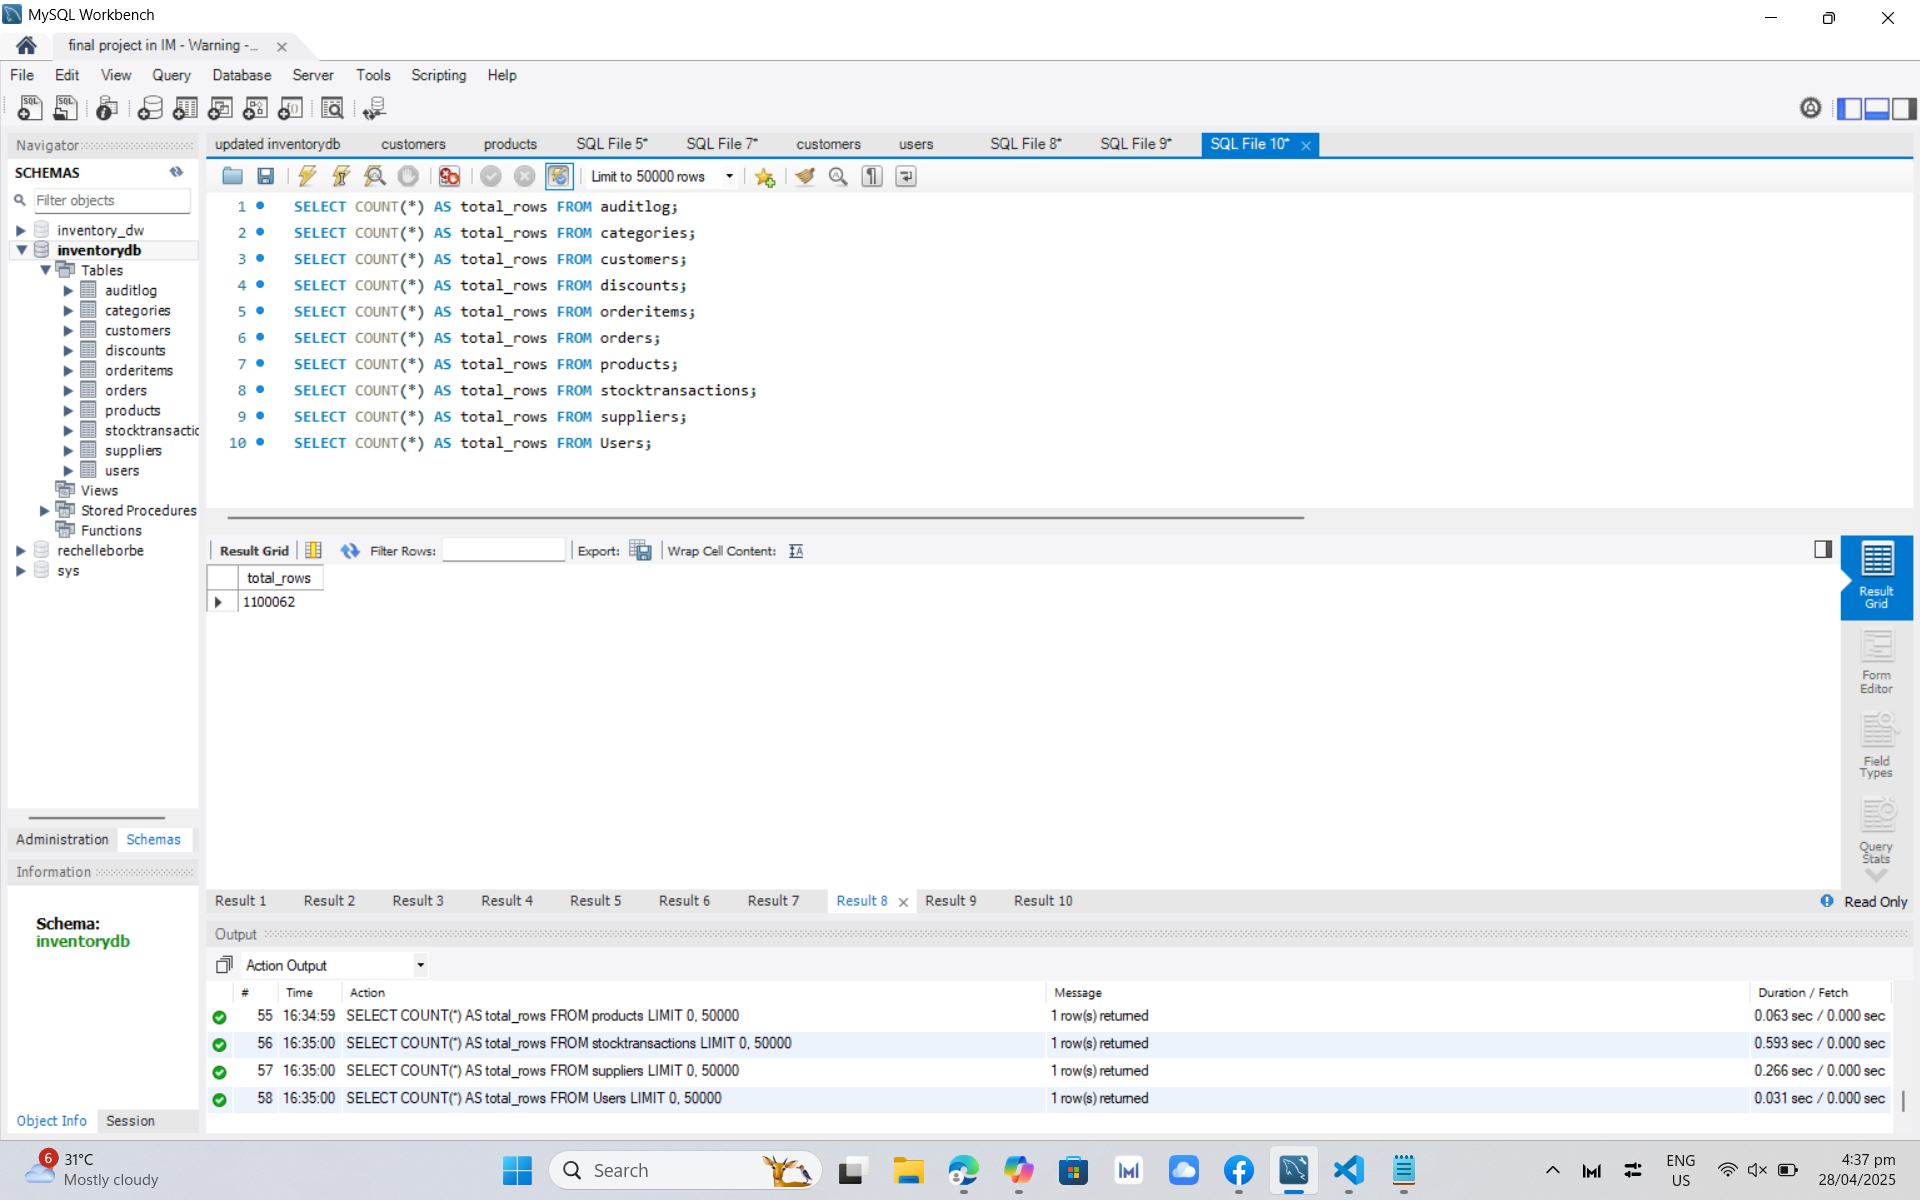 MySQL Workbench
final project in IM - Warning -...
File Edit View Query Database Server Tools Scripting Help
Navigator
SCHEMAS
Filter objects
inventory_dw
inventorydb
Tables
auditlog
categories
customers
discounts
orderitems
orders
products
stocktransactic
suppliers
users
Views
Stored Procedures
Functions
rechelleborbe
sys
Administration Schemas
Information
Schema:
inventorydb
Object Info Session
updated inventorydb customers products SQL File 5* SQL File 7* customers users SQL File 8* SQL File 9* SQL File 10*
Limit to 50000 rows
1 SELECT COUNT(*) AS total_rows FROM auditlog;
2 SELECT COUNT(*) AS total_rows FROM categories;
3 SELECT COUNT(*) AS total_rows FROM customers;
4 SELECT COUNT(*) AS total_rows FROM discounts;
5 SELECT COUNT(*) AS total_rows FROM orderitems;
6 SELECT COUNT(*) AS total_rows FROM orders;
7 SELECT COUNT(*) AS total_rows FROM products;
8 SELECT COUNT(*) AS total_rows FROM stocktransactions;
9 SELECT COUNT(*) AS total_rows FROM suppliers;
10 SELECT COUNT(*) AS total_rows FROM Users;
Result Grid Filter Rows: Export: Wrap Cell Content:
total_rows
1100062
Result Grid
Form Editor
Field Types
Query Stats
Result 1 Result 2 Result 3 Result 4 Result 5 Result 6 Result 7 Result 8 Result 9 Result 10 Read Only
Output
Action Output
# Time Action Message Duration / Fetch
55 16:34:59 SELECT COUNT(*) AS total_rows FROM products LIMIT 0, 50000 1 row(s) returned 0.063 sec / 0.000 sec
56 16:35:00 SELECT COUNT(*) AS total_rows FROM stocktransactions LIMIT 0, 50000 1 row(s) returned 0.593 sec / 0.000 sec
57 16:35:00 SELECT COUNT(*) AS total_rows FROM suppliers LIMIT 0, 50000 1 row(s) returned 0.266 sec / 0.000 sec
58 16:35:00 SELECT COUNT(*) AS total_rows FROM Users LIMIT 0, 50000 1 row(s) returned 0.031 sec / 0.000 sec
6
31°C
Mostly cloudy
Search
ENG
US
4:37 pm
28/04/2025